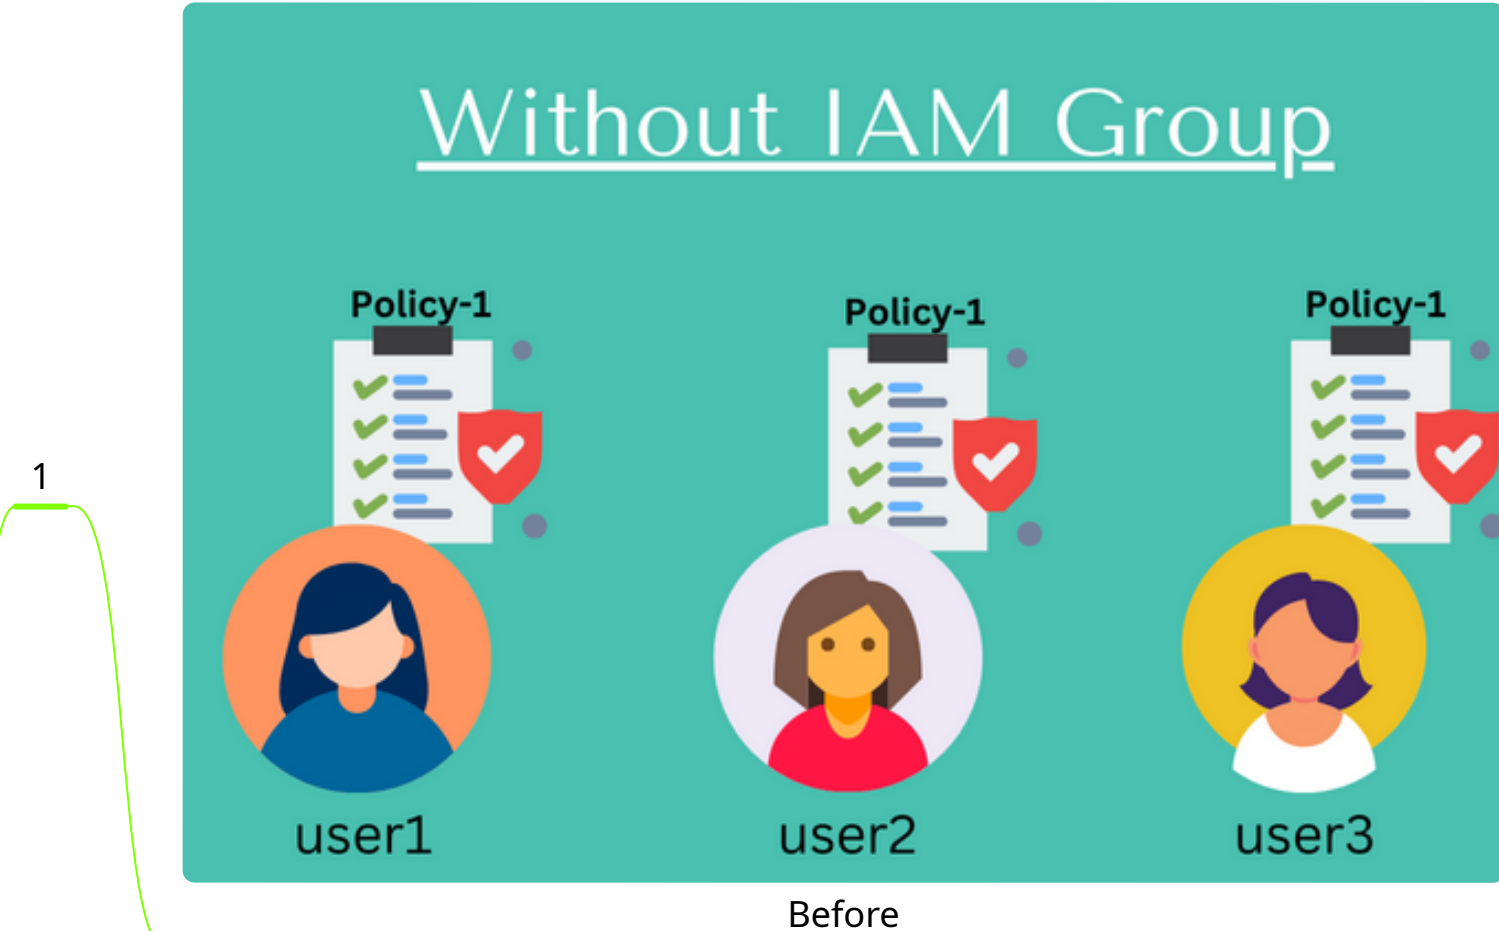 Without IAM Group
Policy-1
Policy-1
Policy-1
1
user1
user2
user3
Before